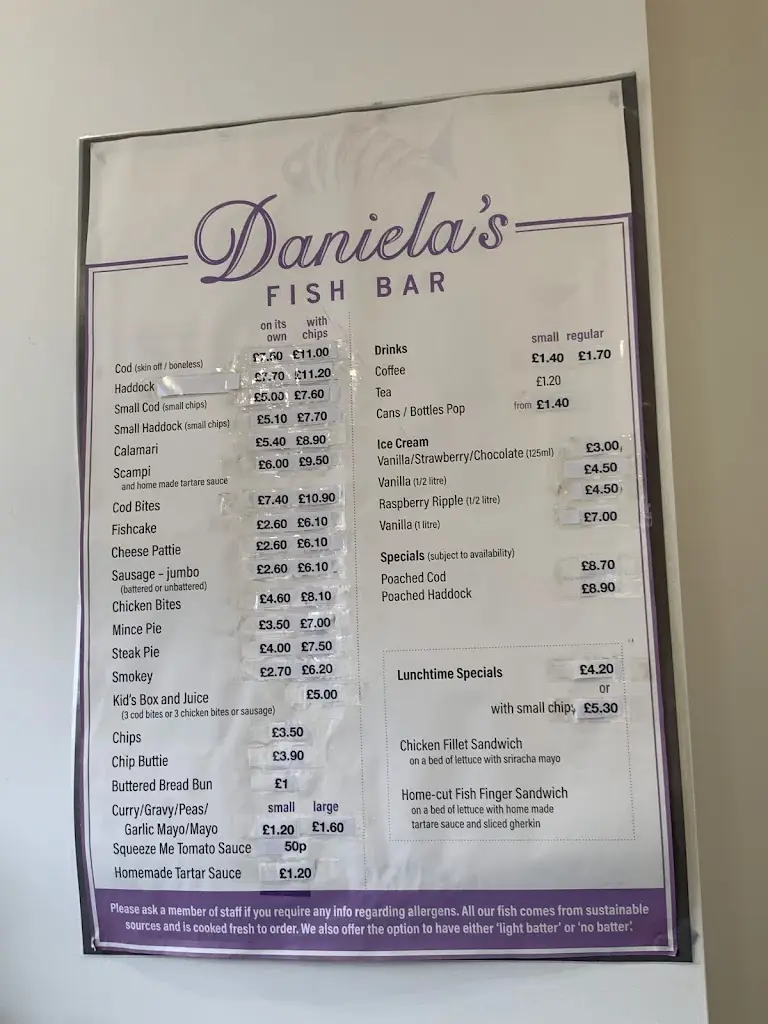 Daniela's
FISH BAR
on its own with chips
Cod (skin off / boneless) £7.50 £11.00
Haddock £7.70 £11.20
Small Cod (small chips) £5.00 £7.60
Small Haddock (small chips) £5.10 £7.70
Calamari £5.40 £8.90
Scampi £6.00 £9.50
and home made tartare sauce
Cod Bites £7.40 £10.90
Fishcake £2.60 £6.10
Cheese Pattie £2.60 £6.10
Sausage – jumbo £2.60 £6.10
(battered or unbattered)
Chicken Bites £4.60 £8.10
Mince Pie £3.50 £7.00
Steak Pie £4.00 £7.50
Smokey £2.70 £6.20
Kid's Box and Juice £5.00
(3 cod bites or 3 chicken bites or sausage)
Chips £3.50
Chip Buttie £3.90
Buttered Bread Bun £1
Curry/Gravy/Peas/ small large
Garlic Mayo/Mayo £1.20 £1.60
Squeeze Me Tomato Sauce 50p
Homemade Tartar Sauce £1.20
Drinks small regular
Coffee £1.40 £1.70
Tea £1.20
Cans / Bottles Pop from £1.40
Ice Cream
Vanilla/Strawberry/Chocolate (125ml) £3.00
Vanilla (1/2 litre) £4.50
Raspberry Ripple (1/2 litre) £4.50
Vanilla (1 litre) £7.00
Specials (subject to availability)
Poached Cod £8.70
Poached Haddock £8.90
Lunchtime Specials £4.20
or
with small chips £5.30
Chicken Fillet Sandwich
on a bed of lettuce with sriracha mayo
Home-cut Fish Finger Sandwich
on a bed of lettuce with home made
tartare sauce and sliced gherkin
Please ask a member of staff if you require any info regarding allergens. All our fish comes from sustainable
sources and is cooked fresh to order. We also offer the option to have either 'light batter' or 'no batter'.